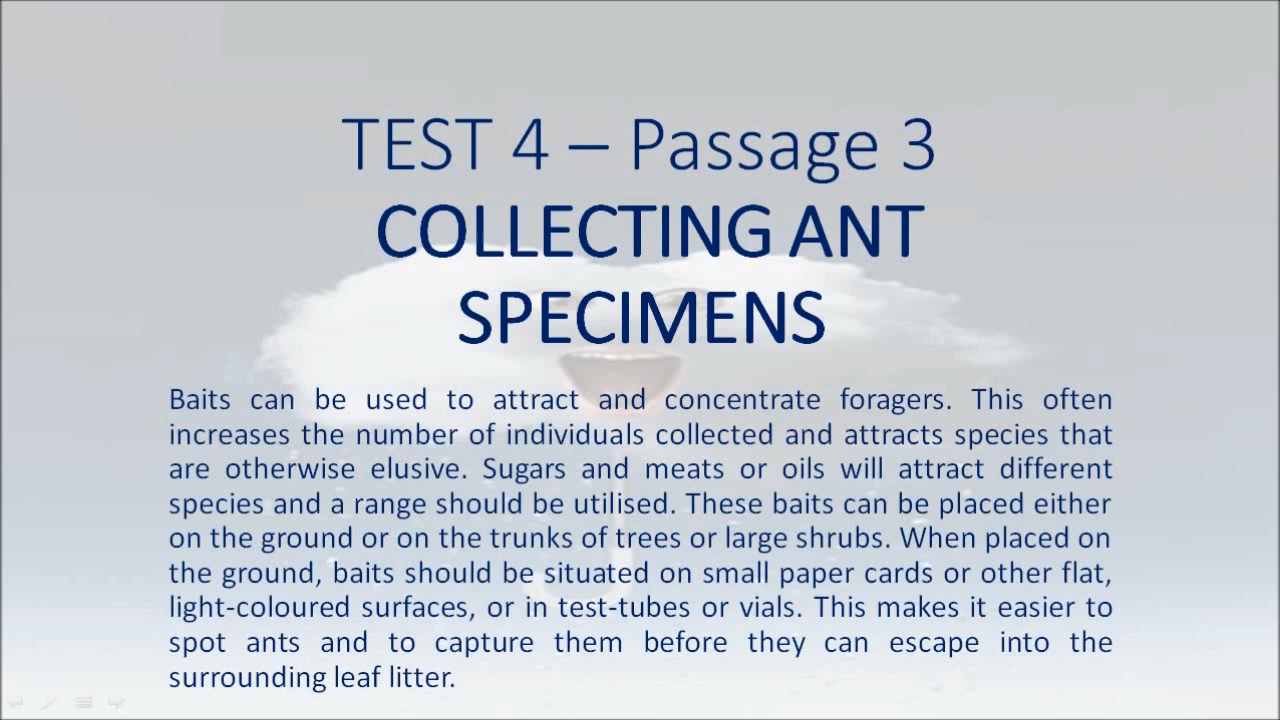 TEST 4 – Passage 3
COLLECTING ANT
SPECIMENS
Baits can be used to attract and concentrate foragers. This often
increases the number of individuals collected and attracts species that
are otherwise elusive. Sugars and meats or oils will attract different
species and a range should be utilised. These baits can be placed either
on the ground or on the trunks of trees or large shrubs. When placed on
the ground, baits should be situated on small paper cards or other flat,
light-coloured surfaces, or in test-tubes or vials. This makes it easier to
spot ants and to capture them before they can escape into the
surrounding leaf litter.